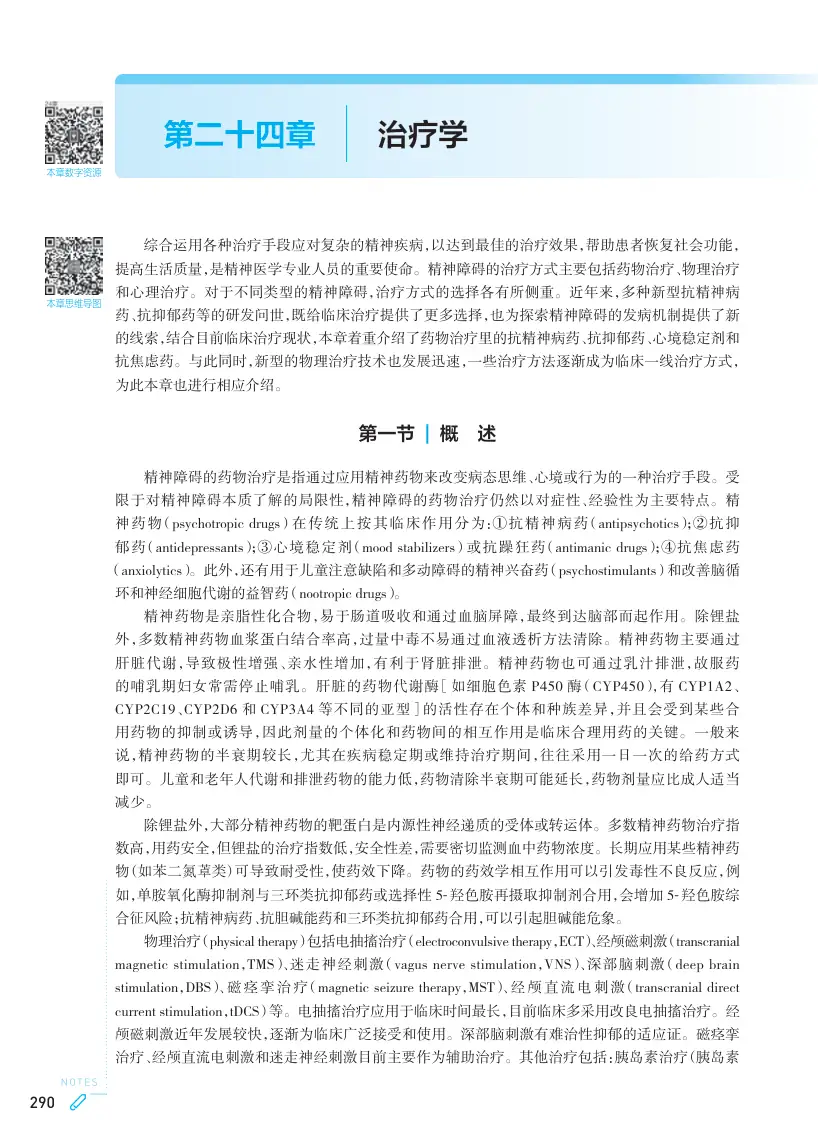 第二十四章 治疗学
本章数字资源
本章思维导图
综合运用各种治疗手段应对复杂的精神疾病,以达到最佳的治疗效果,帮助患者恢复社会功能,
提高生活质量,是精神医学专业人员的重要使命。精神障碍的治疗方式主要包括药物治疗、物理治疗
和心理治疗。对于不同类型的精神障碍,治疗方式的选择各有所侧重。近年来,多种新型抗精神病
药、抗抑郁药等的研发问世,既给临床治疗提供了更多选择,也为探索精神障碍的发病机制提供了新
的线索,结合目前临床治疗现状,本章着重介绍了药物治疗里的抗精神病药、抗抑郁药、心境稳定剂和
抗焦虑药。与此同时,新型的物理治疗技术也发展迅速,一些治疗方法逐渐成为临床一线治疗方式,
为此本章也进行相应介绍。
第一节 | 概 述
精神障碍的药物治疗是指通过应用精神药物来改变病态思维、心境或行为的一种治疗手段。受
限于对精神障碍本质了解的局限性,精神障碍的药物治疗仍然以对症性、经验性为主要特点。精
神药物(psychotropic drugs)在传统上按其临床作用分为:①抗精神病药(antipsychotics);②抗抑
郁药(antidepressants);③心境稳定剂(mood stabilizers)或抗躁狂药(antimanic drugs);④抗焦虑药
(anxiolytics)。此外,还有用于儿童注意缺陷和多动障碍的精神兴奋药(psychostimulants)和改善脑循
环和神经细胞代谢的益智药(nootropic drugs)。
精神药物是亲脂性化合物,易于肠道吸收和通过血脑屏障,最终到达脑部而起作用。除锂盐
外,多数精神药物血浆蛋白结合率高,过量中毒不易通过血液透析方法清除。精神药物主要通过
肝脏代谢,导致极性增强、亲水性增加,有利于肾脏排泄。精神药物也可通过乳汁排泄,故服药
的哺乳期妇女常需停止哺乳。肝脏的药物代谢酶[如细胞色素 P450 酶(CYP450),有 CYP1A2、
CYP2C19、CYP2D6 和 CYP3A4 等不同的亚型]的活性存在个体和种族差异,并且会受到某些合
用药物的抑制或诱导,因此剂量的个体化和药物间的相互作用是临床合理用药的关键。一般来
说,精神药物的半衰期较长,尤其在疾病稳定期或维持治疗期间,往往采用一日一次的给药方式
即可。儿童和老年人代谢和排泄药物的能力低,药物清除半衰期可能延长,药物剂量应比成人适当
减少。
除锂盐外,大部分精神药物的靶蛋白是内源性神经递质的受体或转运体。多数精神药物治疗指
数高,用药安全,但锂盐的治疗指数低,安全性差,需要密切监测血中药物浓度。长期应用某些精神药
物(如苯二氮䓬类)可导致耐受性,使药效下降。药物的药效学相互作用可以引发毒性不良反应,例
如,单胺氧化酶抑制剂与三环类抗抑郁药或选择性 5- 羟色胺再摄取抑制剂合用,会增加 5- 羟色胺综
合征风险;抗精神病药、抗胆碱能药和三环类抗抑郁药合用,可以引起胆碱能危象。
物理治疗(physical therapy)包括电抽搐治疗(electroconvulsive therapy,ECT)、经颅磁刺激(transcranial
magnetic stimulation,TMS)、迷走神经刺激(vagus nerve stimulation,VNS)、深部脑刺激(deep brain
stimulation,DBS)、磁痉挛治疗(magnetic seizure therapy,MST)、经颅直流电刺激(transcranial direct
current stimulation,tDCS)等。电抽搐治疗应用于临床时间最长,目前临床多采用改良电抽搐治疗。经
颅磁刺激近年发展较快,逐渐为临床广泛接受和使用。深部脑刺激有难治性抑郁的适应证。磁痉挛
治疗、经颅直流电刺激和迷走神经刺激目前主要作为辅助治疗。其他治疗包括:胰岛素治疗(胰岛素
NOTES
290